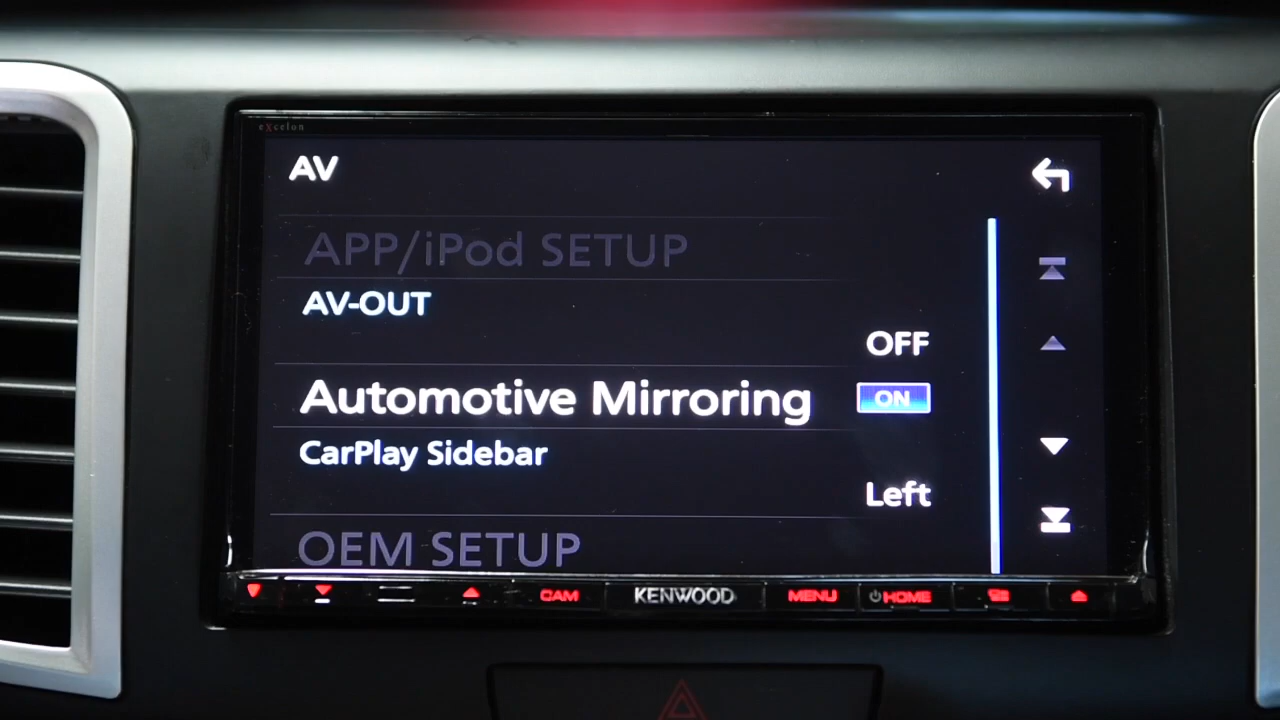 eXcelon
AV
APP/iPod SETUP
AV-OUT
OFF
Automotive Mirroring ON
CarPlay Sidebar
Left
OEM SETUP
CAM KENWOOD MENU HOME